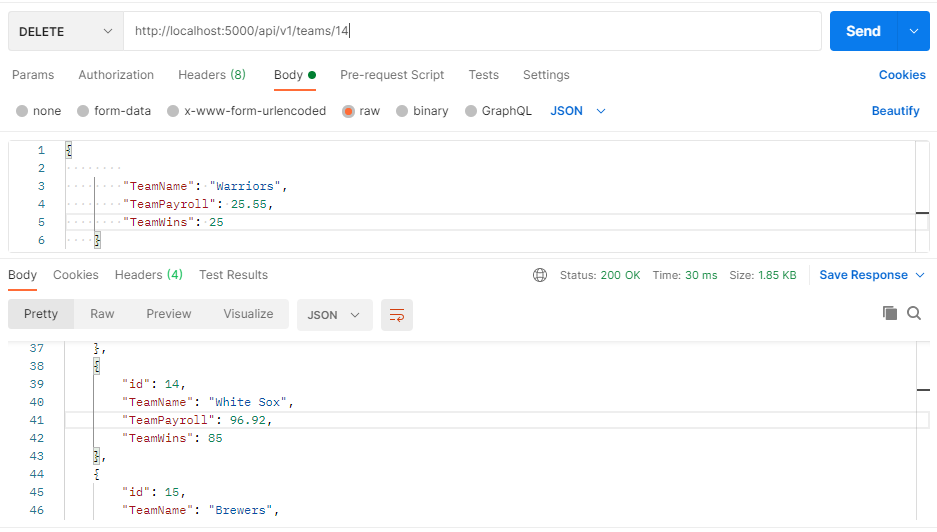 DELETE http://localhost:5000/api/v1/teams/14 Send
Params Authorization Headers (8) Body Pre-request Script Tests Settings Cookies
none form-data x-www-form-urlencoded raw binary GraphQL JSON Beautify
1 {
2
3 "TeamName": "Warriors",
4 "TeamPayroll": 25.55,
5 "TeamWins": 25
6 }
Body Cookies Headers (4) Test Results Status: 200 OK Time: 30 ms Size: 1.85 KB Save Response
Pretty Raw Preview Visualize JSON
37 },
38 {
39 "id": 14,
40 "TeamName": "White Sox",
41 "TeamPayroll": 96.92,
42 "TeamWins": 85
43 },
44 {
45 "id": 15,
46 "TeamName": "Brewers",